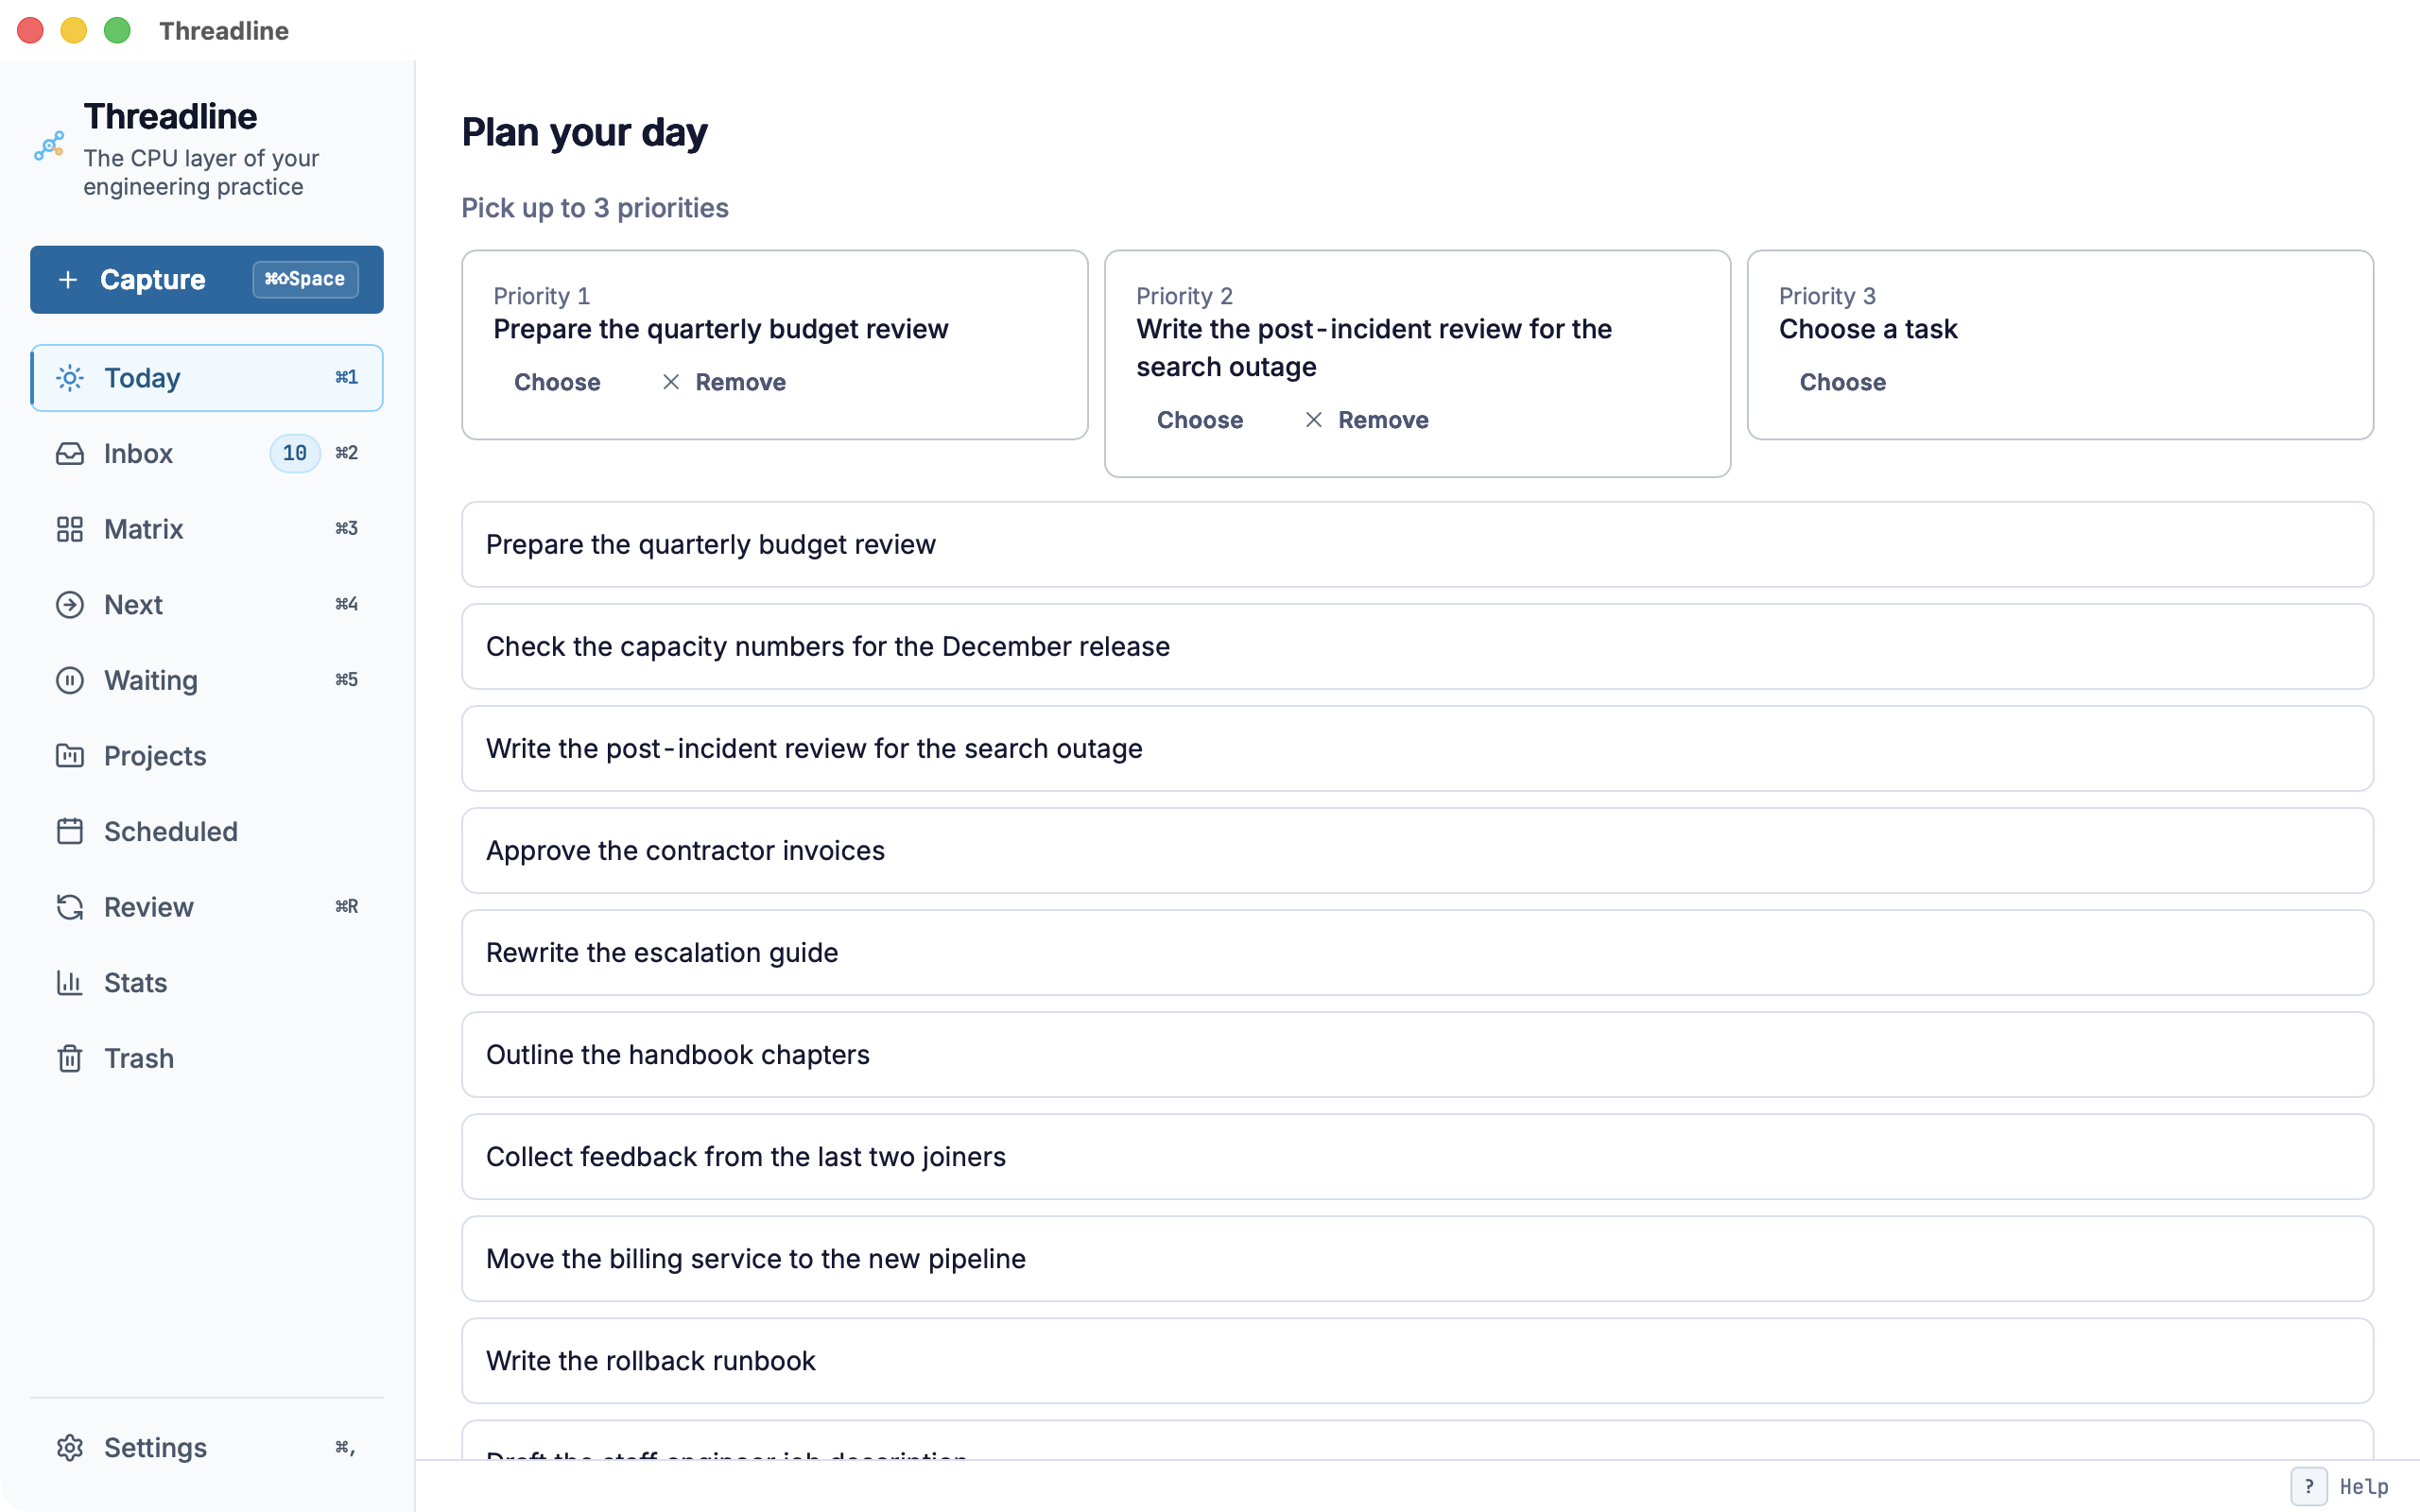 Threadline
Threadline
The CPU layer of your
engineering practice
+ Capture ⌘⇧Space
Today ⌘1
Inbox 10 ⌘2
Matrix ⌘3
Next ⌘4
Waiting ⌘5
Projects
Scheduled
Review ⌘R
Stats
Trash
Settings ⌘,
Plan your day
Pick up to 3 priorities
Priority 1
Prepare the quarterly budget review
Choose × Remove
Priority 2
Write the post-incident review for the
search outage
Choose × Remove
Priority 3
Choose a task
Choose
Prepare the quarterly budget review
Check the capacity numbers for the December release
Write the post-incident review for the search outage
Approve the contractor invoices
Rewrite the escalation guide
Outline the handbook chapters
Collect feedback from the last two joiners
Move the billing service to the new pipeline
Write the rollback runbook
Draft the staff engineer job description
? Help